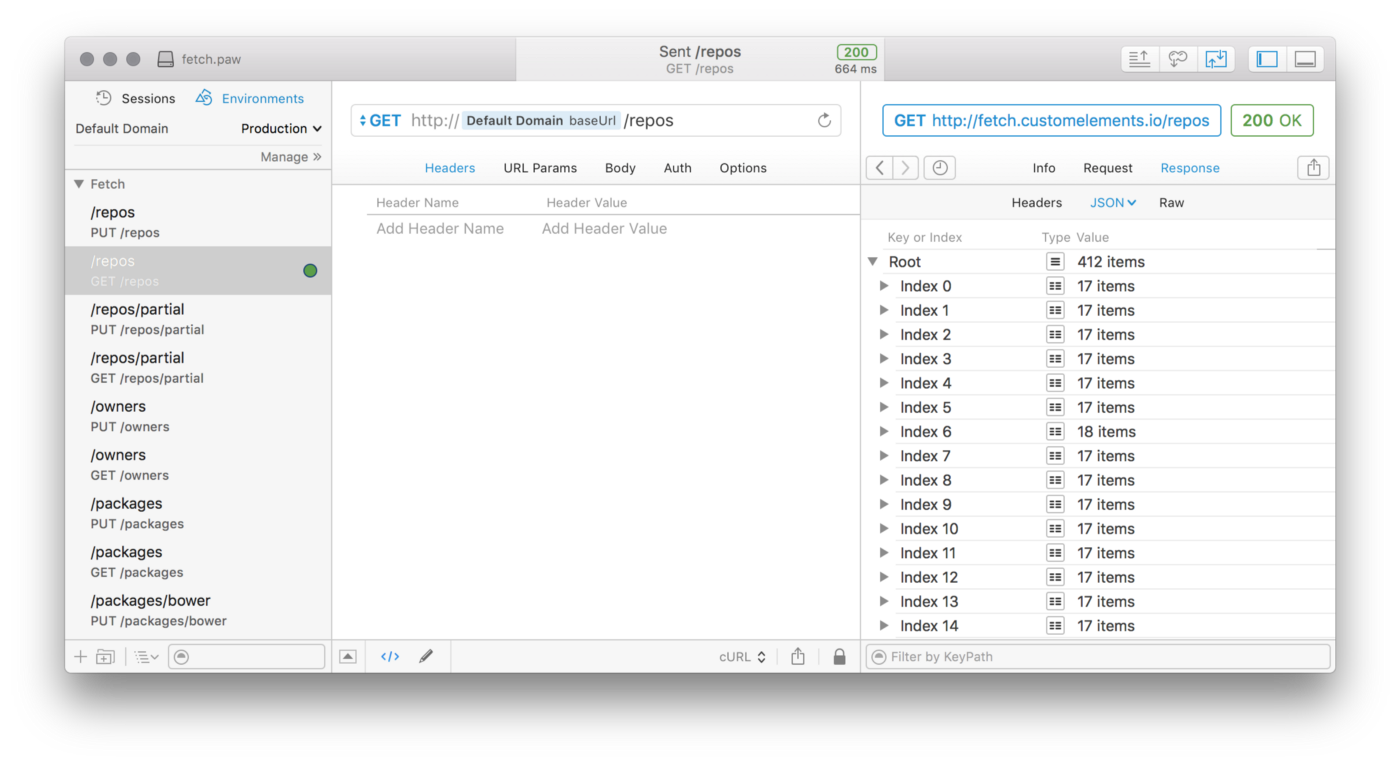 fetch.paw
Sent /repos
GET /repos
200
664 ms
Sessions Environments
Default Domain Production
Manage »
Fetch
/repos
PUT /repos
/repos
GET /repos
/repos/partial
PUT /repos/partial
/repos/partial
GET /repos/partial
/owners
PUT /owners
/owners
GET /owners
/packages
PUT /packages
/packages
GET /packages
/packages/bower
PUT /packages/bower
GET http:// Default Domain baseUrl /repos
Headers URL Params Body Auth Options
Header Name Header Value
Add Header Name Add Header Value
cURL
GET http://fetch.customelements.io/repos 200 OK
Info Request Response
Headers JSON Raw
Key or Index Type Value
Root 412 items
Index 0 17 items
Index 1 17 items
Index 2 17 items
Index 3 17 items
Index 4 17 items
Index 5 17 items
Index 6 18 items
Index 7 17 items
Index 8 17 items
Index 9 17 items
Index 10 17 items
Index 11 17 items
Index 12 17 items
Index 13 17 items
Index 14 17 items
Filter by KeyPath